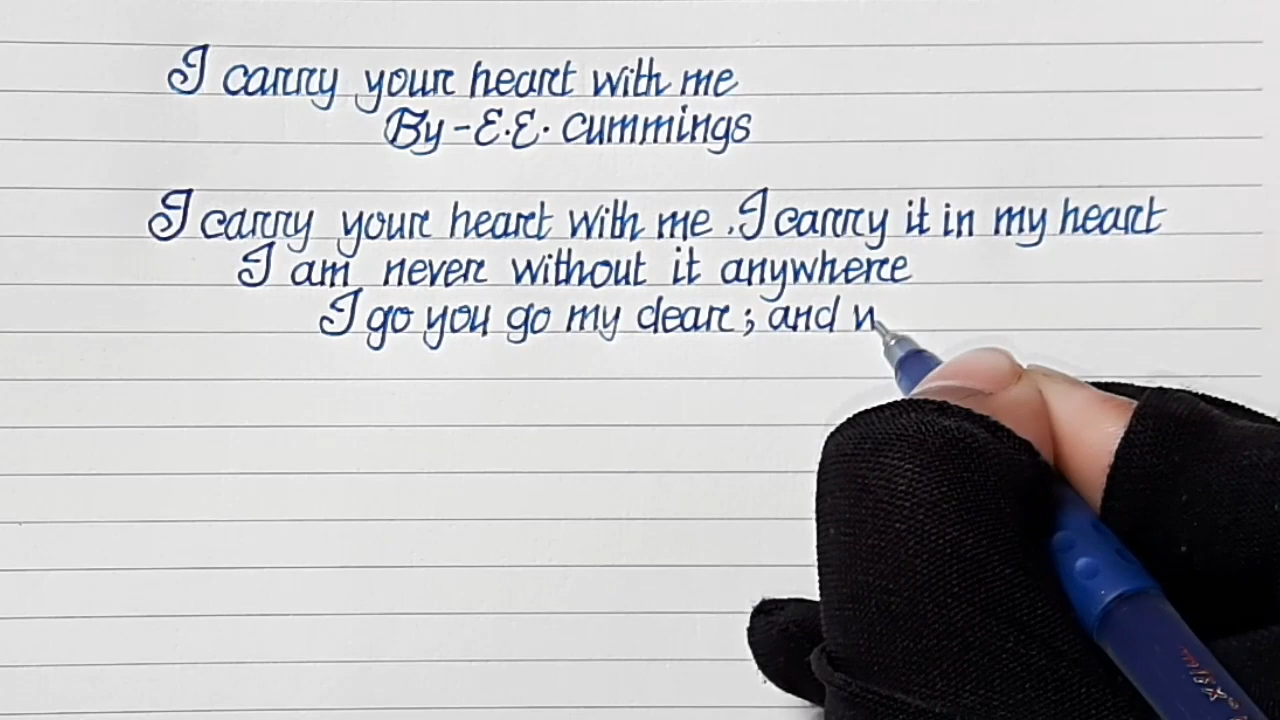 I carry your heart with me
By - E.E. Cummings
I carry your heart with me . I carry it in my heart
I am never without it anywhere
I go you go my dear ; and w